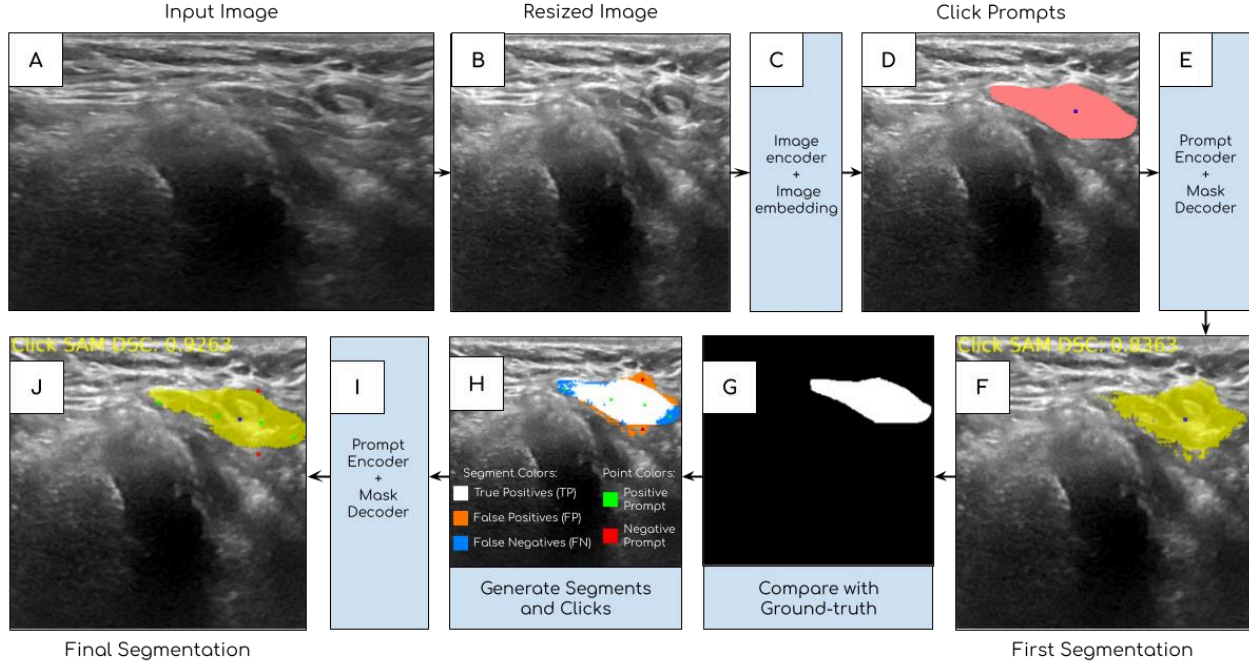 Input Image
Resized Image
Click Prompts
A
B
C
D
E
Image
encoder
+
Image
embedding
Prompt
Encoder
+
Mask
Decoder
Click SAM DSC: 0.9263
J
I
Prompt
Encoder
+
Mask
Decoder
H
Segment Colors:
True Positives (TP)
False Positives (FP)
False Negatives (FN)
Point Colors:
Positive
Prompt
Negative
Prompt
Generate Segments
and Clicks
G
Compare with
Ground-truth
Click SAM DSC: 0.8363
F
Final Segmentation
First Segmentation